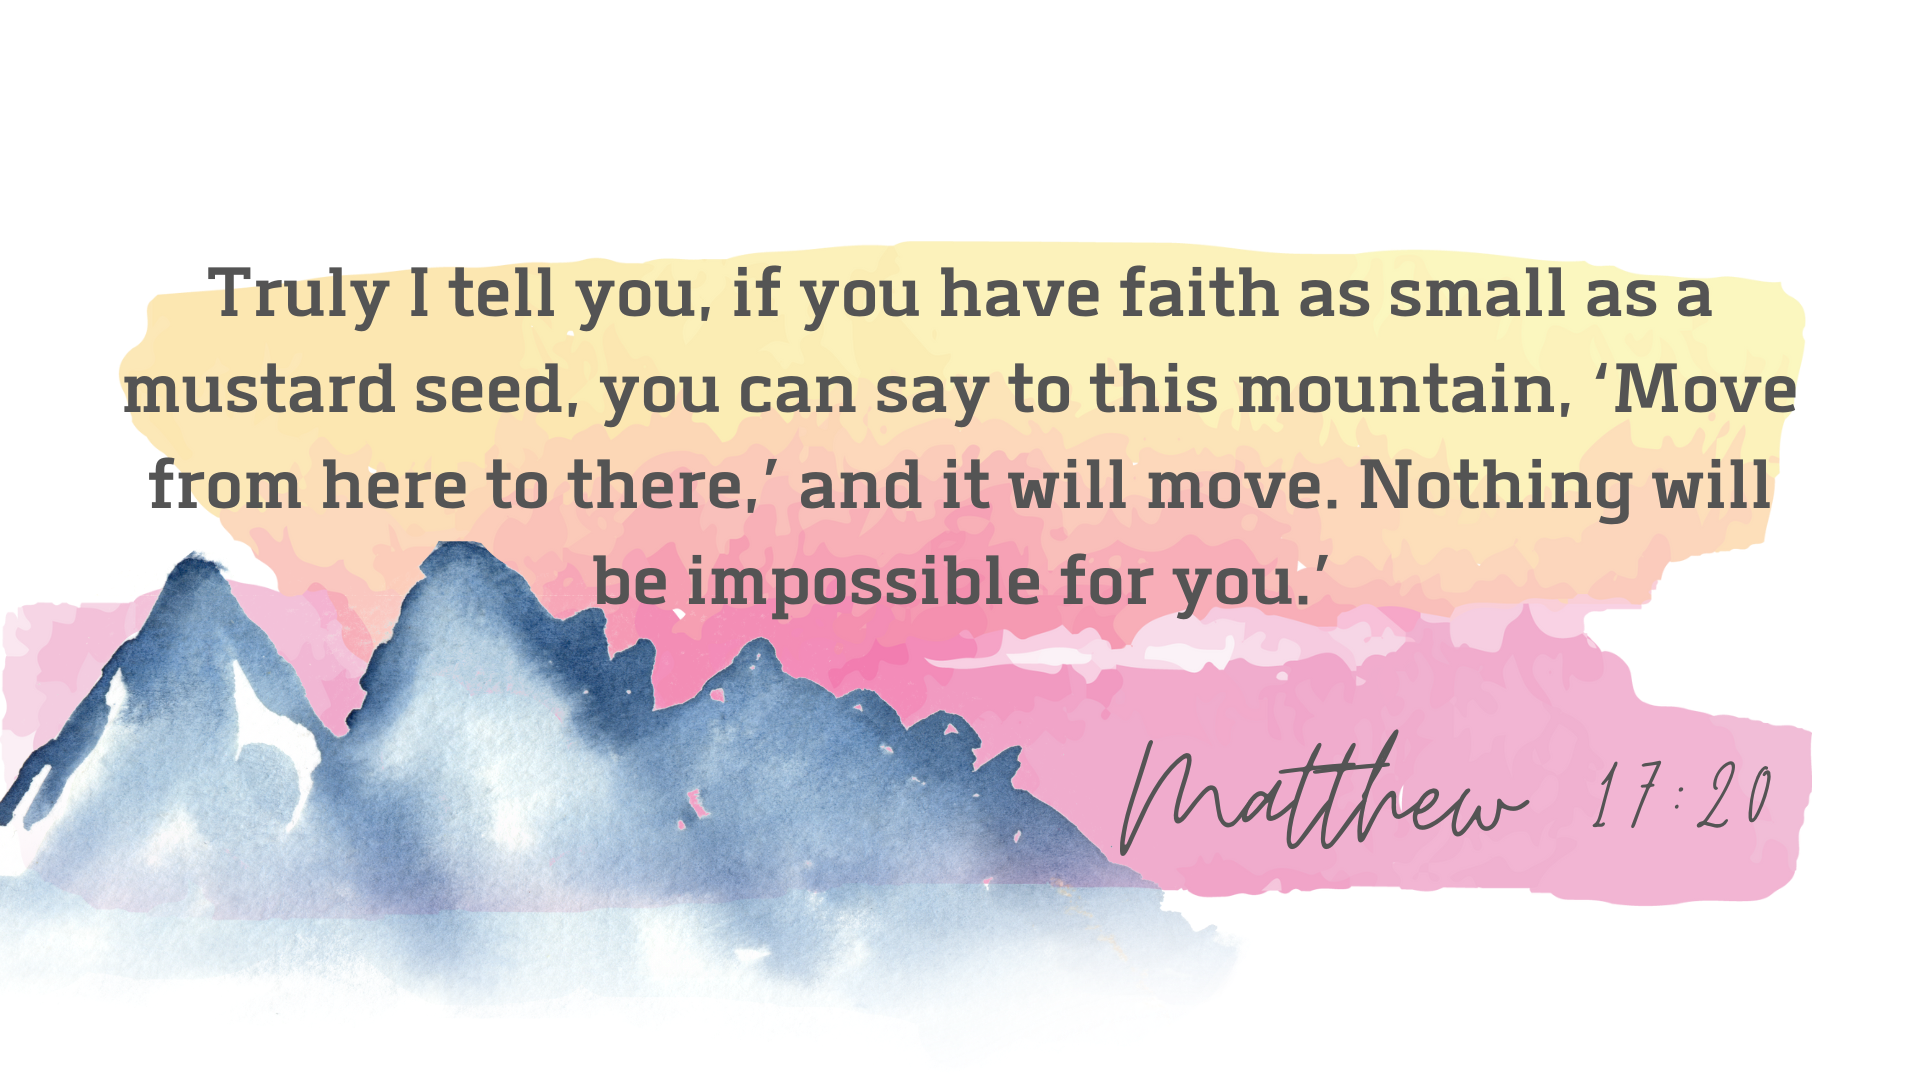 Truly I tell you, if you have faith as small as a
mustard seed, you can say to this mountain, ‘Move
from here to there,’ and it will move. Nothing will
be impossible for you.’
Matthew 17:20